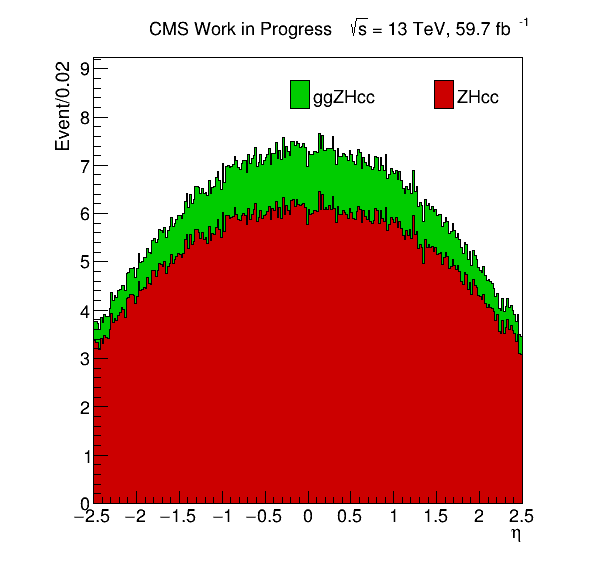 CMS Work in Progress √s = 13 TeV, 59.7 fb⁻¹
Event/0.02
ggZHcc ZHcc
9
8
7
6
5
4
3
2
1
0
−2.5 −2 −1.5 −1 −0.5 0 0.5 1 1.5 2 2.5
η